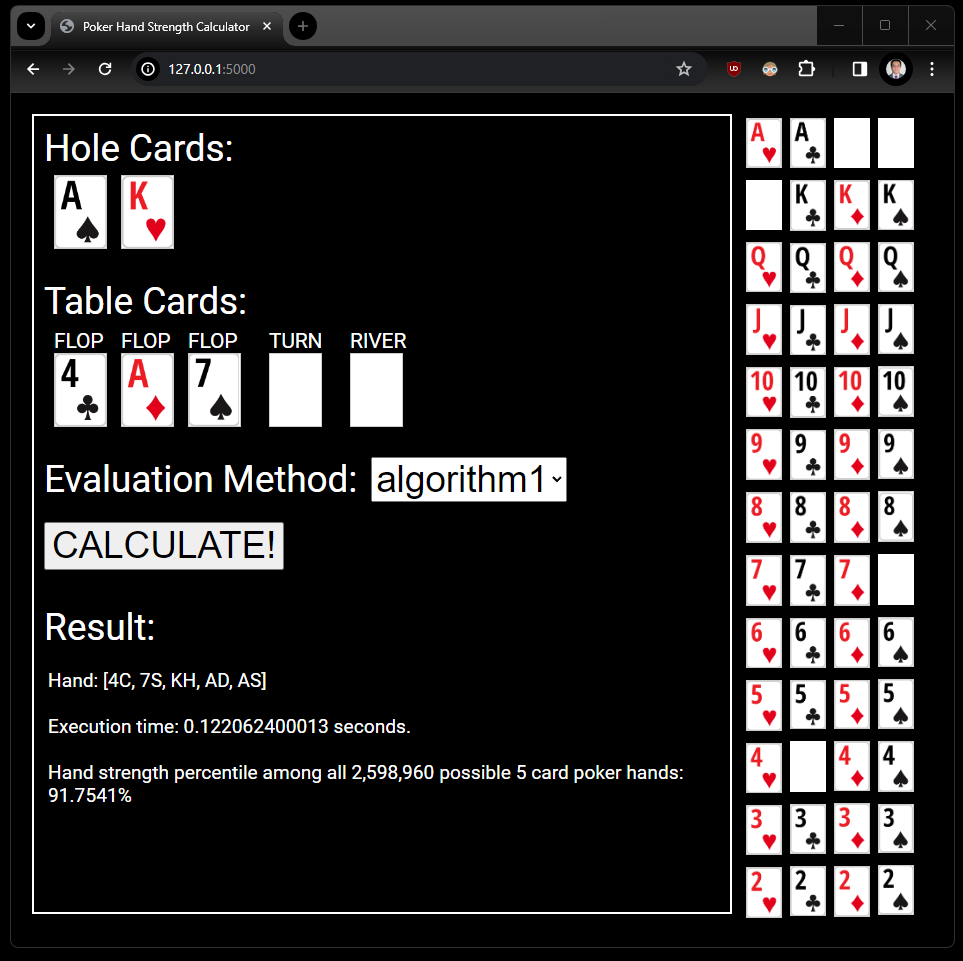 Poker Hand Strength Calculator
127.0.0.1:5000
UD
Hole Cards:
A K
Table Cards:
FLOP FLOP FLOP TURN RIVER
4 A 7
Evaluation Method: algorithm1
CALCULATE!
Result:
Hand: [4C, 7S, KH, AD, AS]
Execution time: 0.122062400013 seconds.
Hand strength percentile among all 2,598,960 possible 5 card poker hands:
91.7541%
A A
K K K
Q Q Q Q
J J J J
10 10 10 10
9 9 9 9
8 8 8 8
7 7 7
6 6 6 6
5 5 5 5
4 4 4
3 3 3 3
2 2 2 2